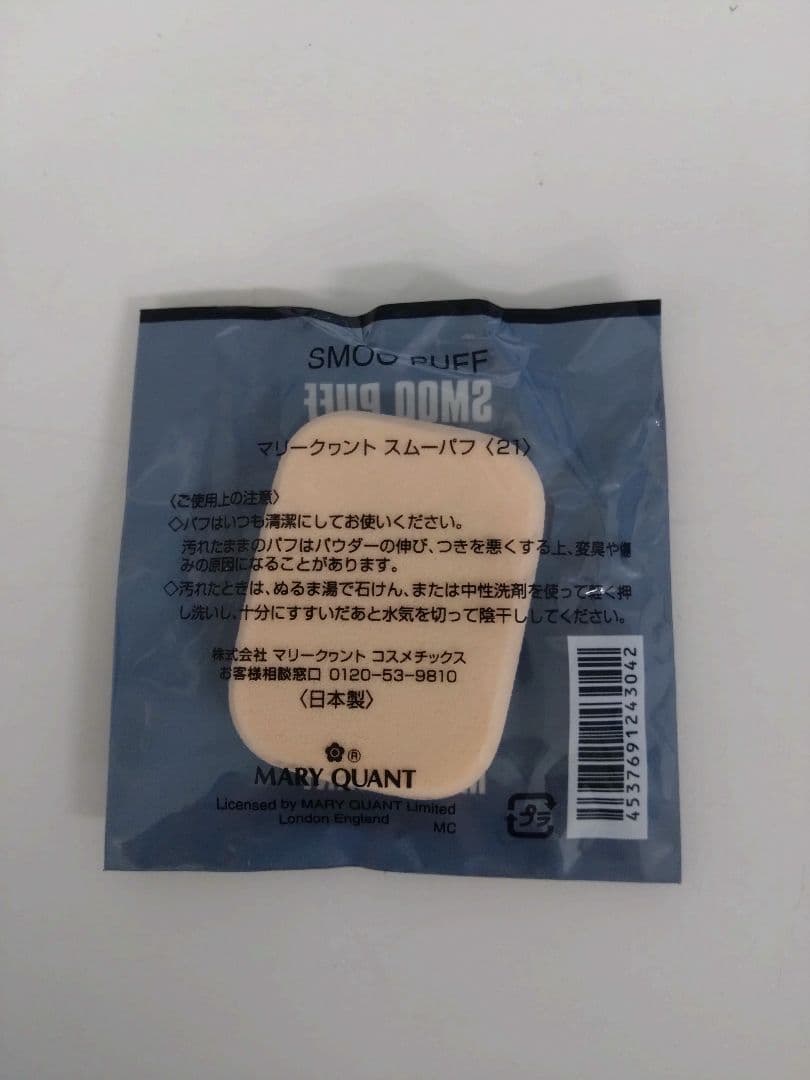 SMOO PUFF
SMOO PUFF
マリークヮント スムーパフ〈21〉
〈ご使用上の注意〉
◇パフはいつも清潔にしてお使いください。
汚れたままのパフはパウダーの伸び、つきを悪くする上、変臭や傷
みの原因になることがあります。
◇汚れたときは、ぬるま湯で石けん、または中性洗剤を使って軽く押
し洗いし、十分にすすいだあと水気を切って陰干ししてください。
株式会社 マリークヮント コスメチックス
お客様相談窓口 0120-53-9810
〈日本製〉
®
MARY QUANT
Licensed by MARY QUANT Limited
London England
MC
プラ
4537691243042